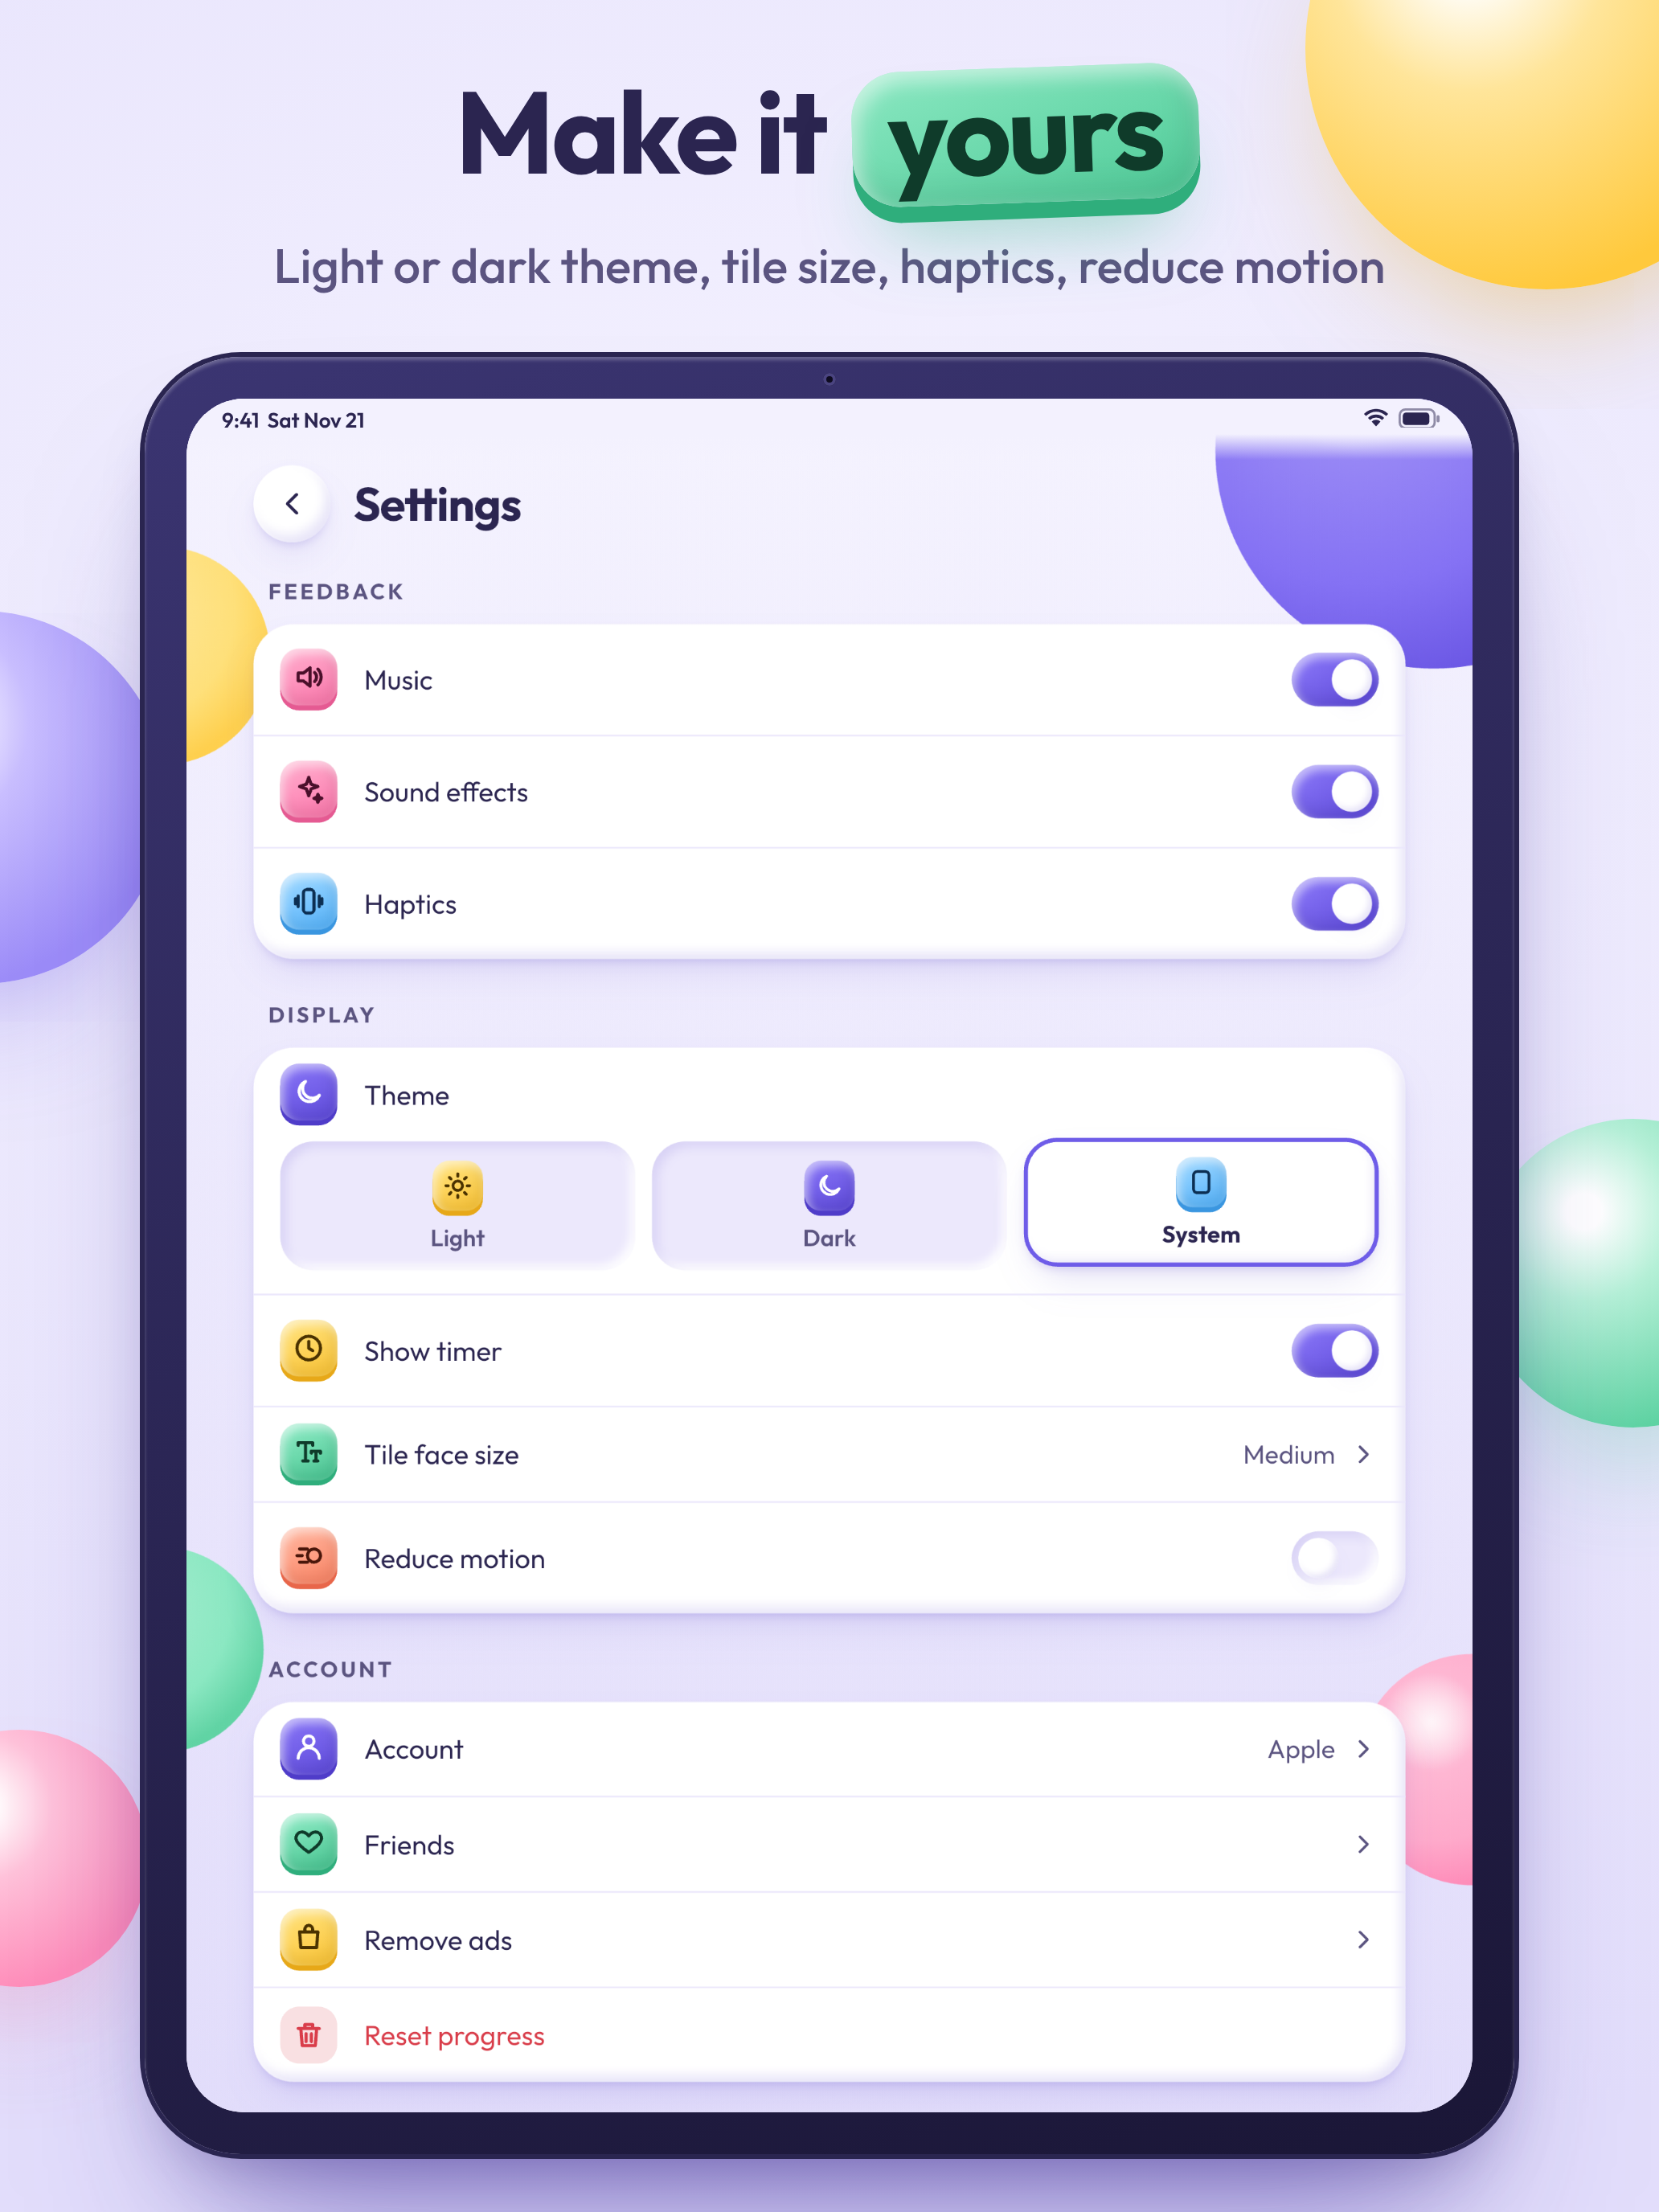 Make it yours
Light or dark theme, tile size, haptics, reduce motion
9:41 Sat Nov 21
Settings
FEEDBACK
Music
Sound effects
Haptics
DISPLAY
Theme
Light
Dark
System
Show timer
Tile face size
Medium
Reduce motion
ACCOUNT
Account
Apple
Friends
Remove ads
Reset progress